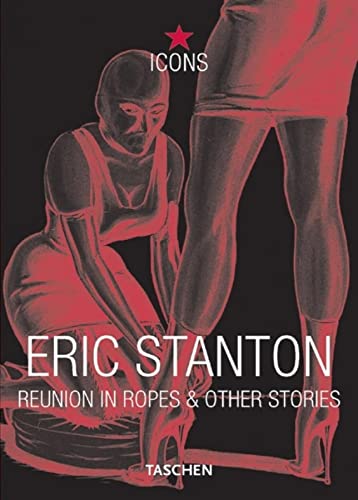 ICONS
ERIC STANTON
REUNION IN ROPES & OTHER STORIES
TASCHEN